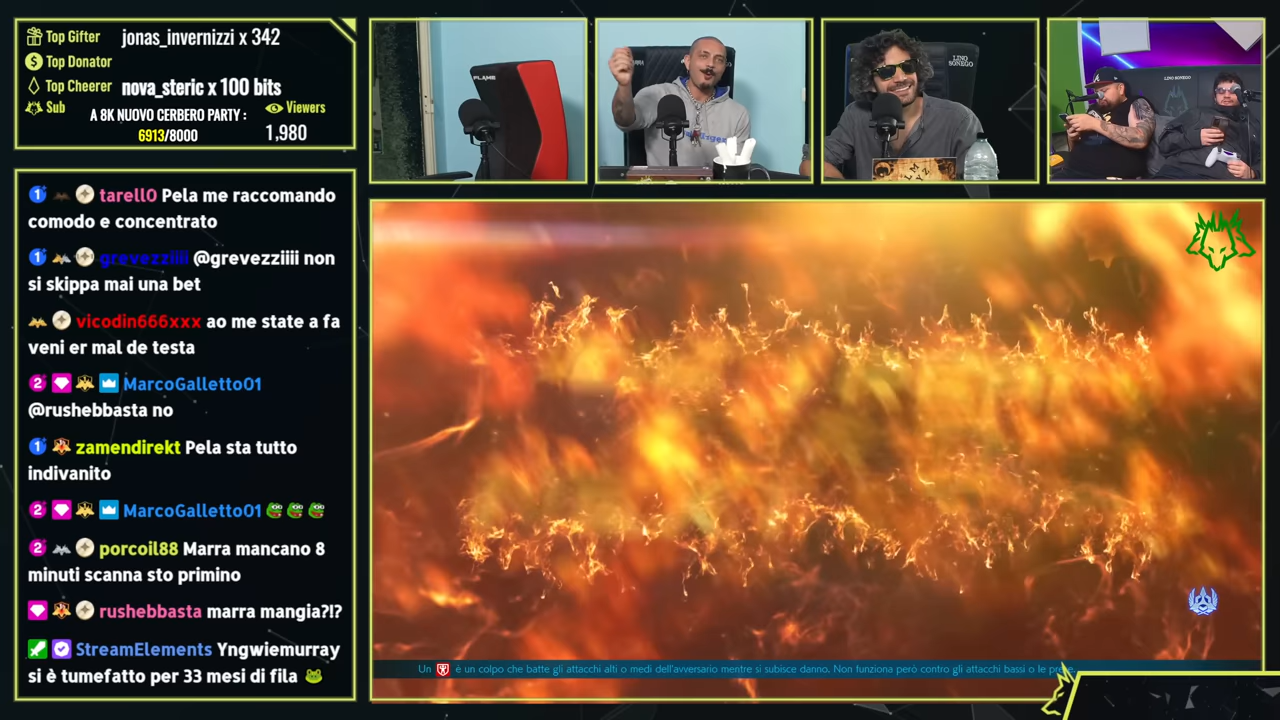 Top Gifter jonas_invernizzi x 342
Top Donator
Top Cheerer nova_steric x 100 bits
Sub A 8K NUOVO CERBERO PARTY :
6913/8000
Viewers
1,980
tarell0 Pela me raccomando
comodo e concentrato
grevezziiii @grevezziiii non
si skippa mai una bet
vicodin666xxx ao me state a fa
veni er mal de testa
MarcoGalletto01
@rushebbasta no
zamendirekt Pela sta tutto
indivanito
MarcoGalletto01
porcoil88 Marra mancano 8
minuti scanna sto primino
rushebbasta marra mangia?!?
StreamElements Yngwiemurray
si è tumefatto per 33 mesi di fila
FLAME
LINO SONEGO
LINO SONEGO
Un è un colpo che batte gli attacchi alti o medi dell'avversario mentre si subisce danno. Non funziona però contro gli attacchi bassi o le prese.